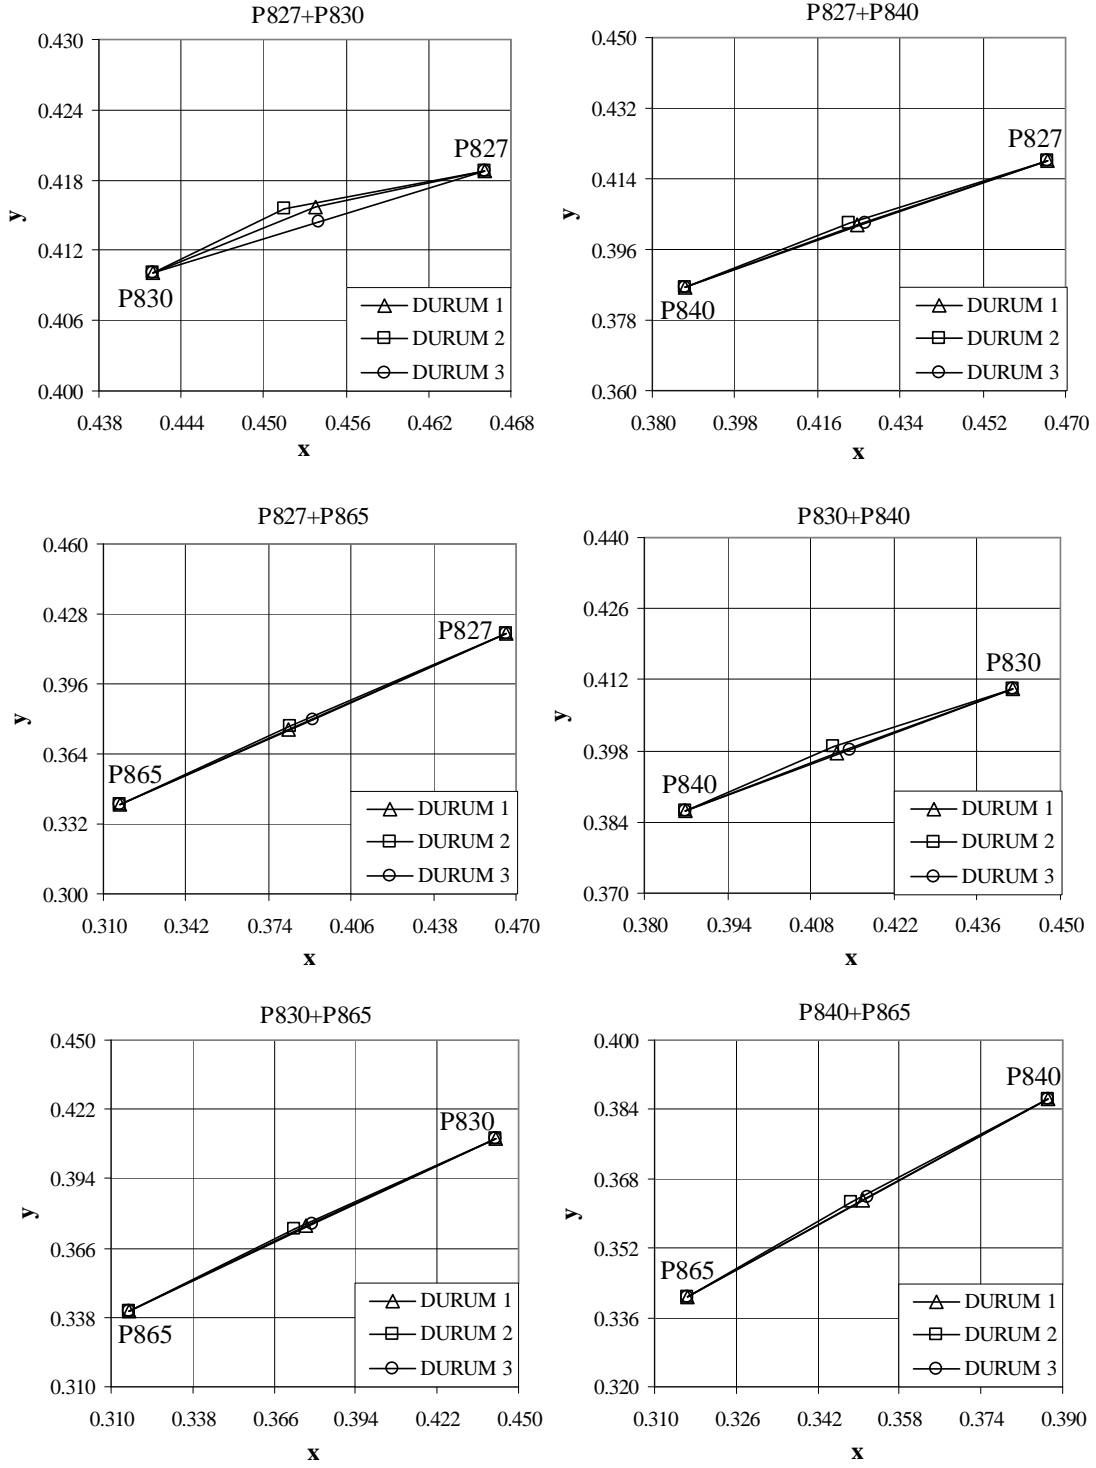 P827+P830
0.430
0.424
0.418
0.412
0.406
0.400
y
P827
P830
DURUM 1
DURUM 2
DURUM 3
0.438 0.444 0.450 0.456 0.462 0.468
x
P827+P840
0.450
0.432
0.414
0.396
0.378
0.360
y
P827
P840
DURUM 1
DURUM 2
DURUM 3
0.380 0.398 0.416 0.434 0.452 0.470
x
P827+P865
0.460
0.428
0.396
0.364
0.332
0.300
y
P827
P865
DURUM 1
DURUM 2
DURUM 3
0.310 0.342 0.374 0.406 0.438 0.470
x
P830+P840
0.440
0.426
0.412
0.398
0.384
0.370
y
P830
P840
DURUM 1
DURUM 2
DURUM 3
0.380 0.394 0.408 0.422 0.436 0.450
x
P830+P865
0.450
0.422
0.394
0.366
0.338
0.310
y
P830
P865
DURUM 1
DURUM 2
DURUM 3
0.310 0.338 0.366 0.394 0.422 0.450
x
P840+P865
0.400
0.384
0.368
0.352
0.336
0.320
y
P840
P865
DURUM 1
DURUM 2
DURUM 3
0.310 0.326 0.342 0.358 0.374 0.390
x